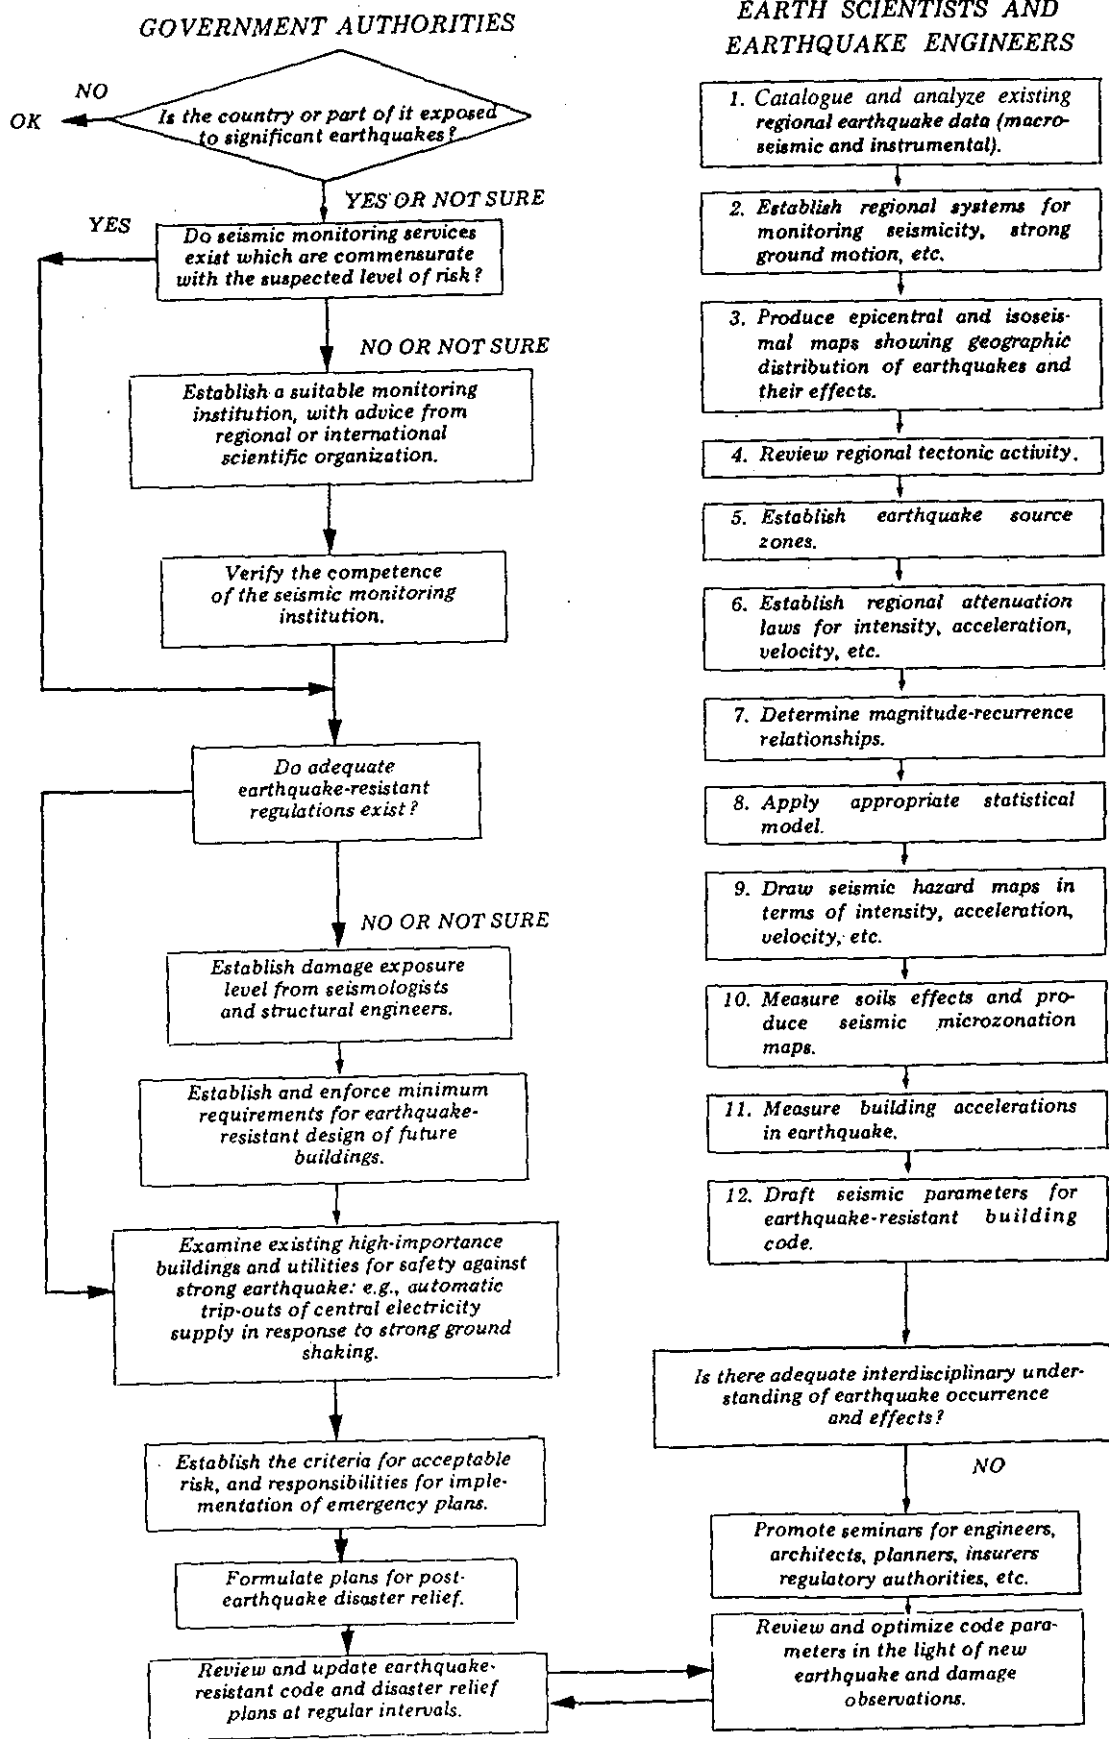 GOVERNMENT AUTHORITIES
NO
OK
Is the country or part of it exposed
to significant earthquakes?
YES OR NOT SURE
YES
Do seismic monitoring services
exist which are commensurate
with the suspected level of risk?
NO OR NOT SURE
Establish a suitable monitoring
institution, with advice from
regional or international
scientific organization.
Verify the competence
of the seismic monitoring
institution.
Do adequate
earthquake-resistant
regulations exist?
NO OR NOT SURE
Establish damage exposure
level from seismologists
and structural engineers.
Establish and enforce minimum
requirements for earthquake-
resistant design of future
buildings.
Examine existing high-importance
buildings and utilities for safety against
strong earthquake: e.g., automatic
trip-outs of central electricity
supply in response to strong ground
shaking.
Establish the criteria for acceptable
risk, and responsibilities for imple-
mentation of emergency plans.
Formulate plans for post-
earthquake disaster relief.
Review and update earthquake-
resistant code and disaster relief
plans at regular intervals.
EARTH SCIENTISTS AND
EARTHQUAKE ENGINEERS
1. Catalogue and analyze existing
regional earthquake data (macro-
seismic and instrumental).
2. Establish regional systems for
monitoring seismicity, strong
ground motion, etc.
3. Produce epicentral and isoseis-
mal maps showing geographic
distribution of earthquakes and
their effects.
4. Review regional tectonic activity.
5. Establish earthquake source
zones.
6. Establish regional attenuation
laws for intensity, acceleration,
velocity, etc.
7. Determine magnitude-recurrence
relationships.
8. Apply appropriate statistical
model.
9. Draw seismic hazard maps in
terms of intensity, acceleration,
velocity, etc.
10. Measure soils effects and pro-
duce seismic microzonation
maps.
11. Measure building accelerations
in earthquake.
12. Draft seismic parameters for
earthquake-resistant building
code.
Is there adequate interdisciplinary under-
standing of earthquake occurrence
and effects?
NO
Promote seminars for engineers,
architects, planners, insurers
regulatory authorities, etc.
Review and optimize code para-
meters in the light of new
earthquake and damage
observations.